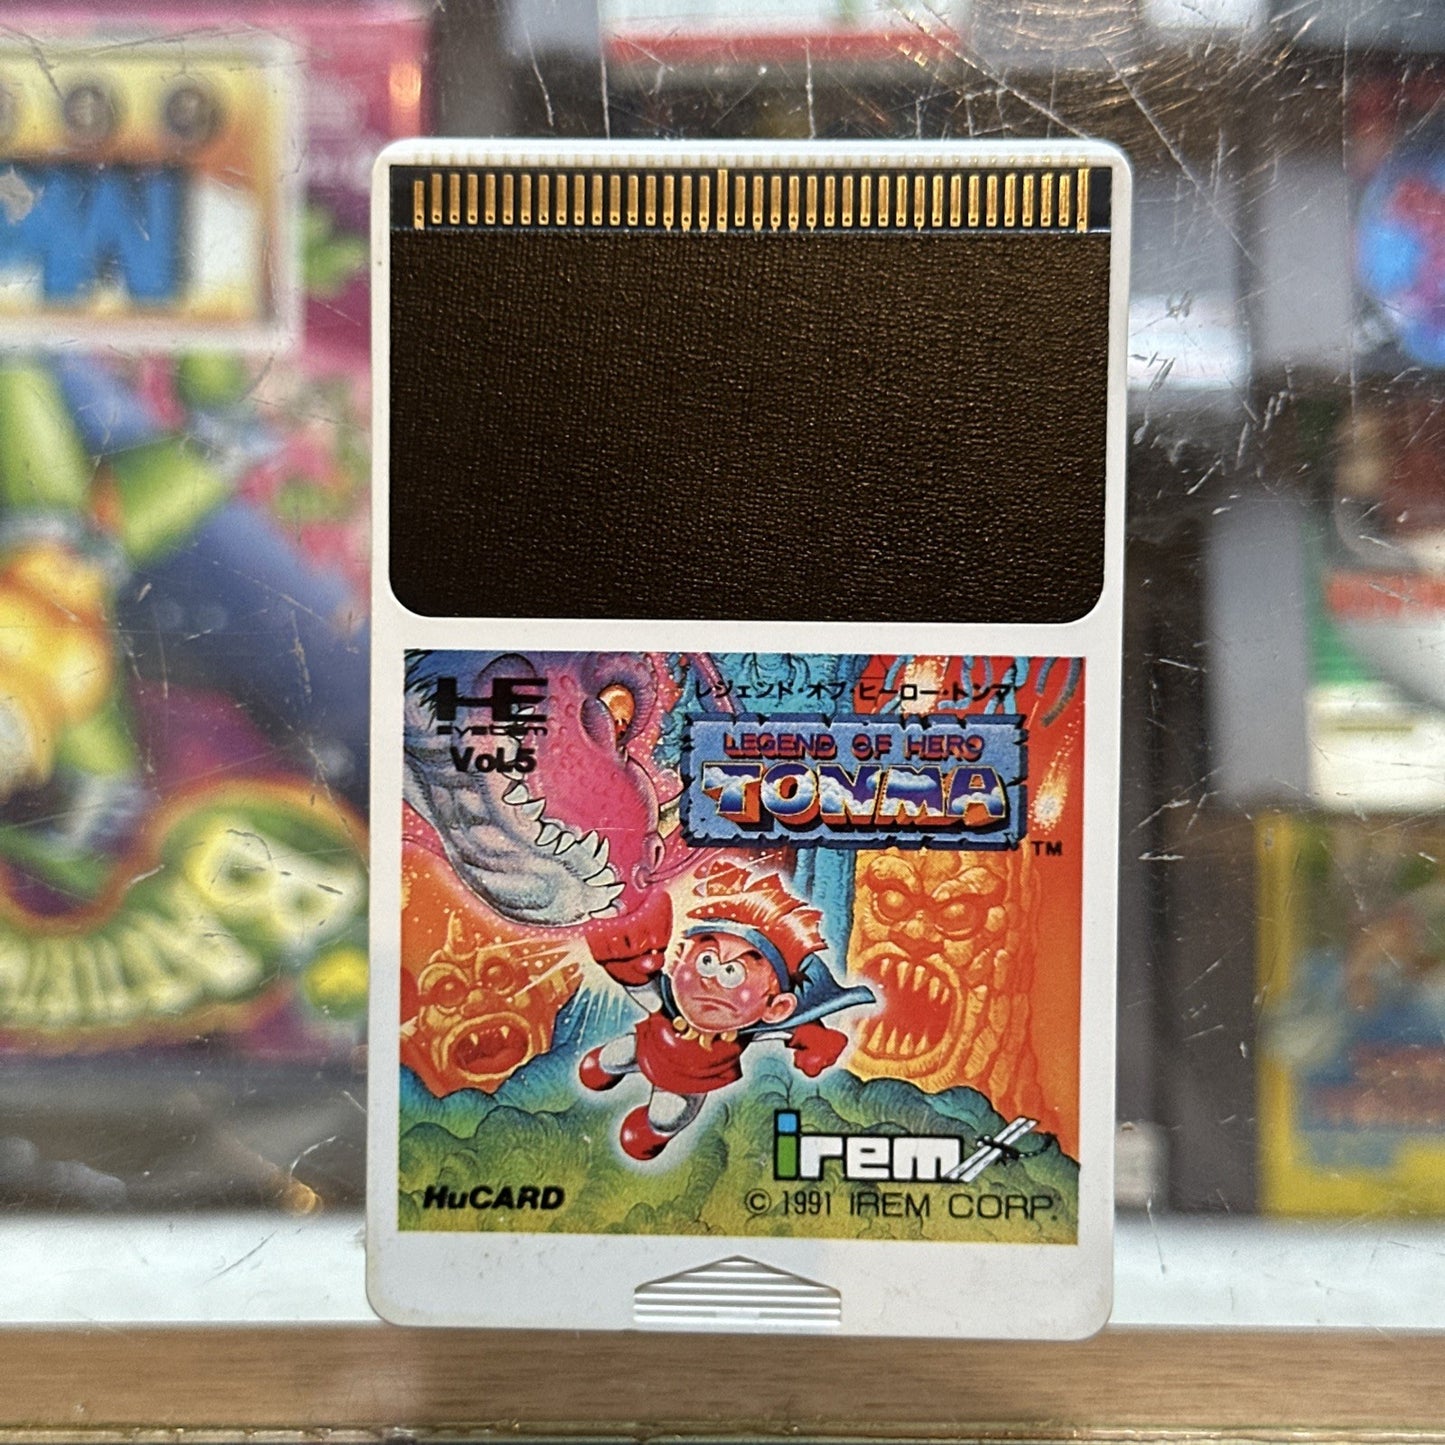 HE
SYSTEM
Vol.5
レジェンド・オブ・ヒーロー・トンマ
LEGEND OF HERO
TONMA
TM
irem
HuCARD
© 1991 IREM CORP.